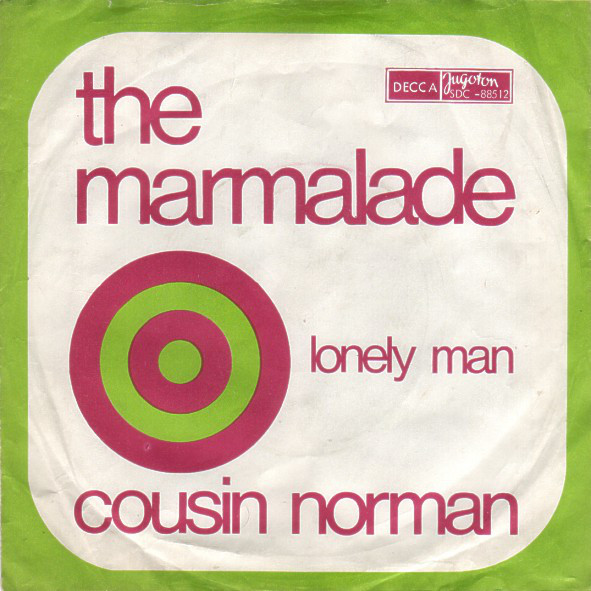 the
DECCA Jugoton
SDC -88512
marmalade
lonely man
cousin norman